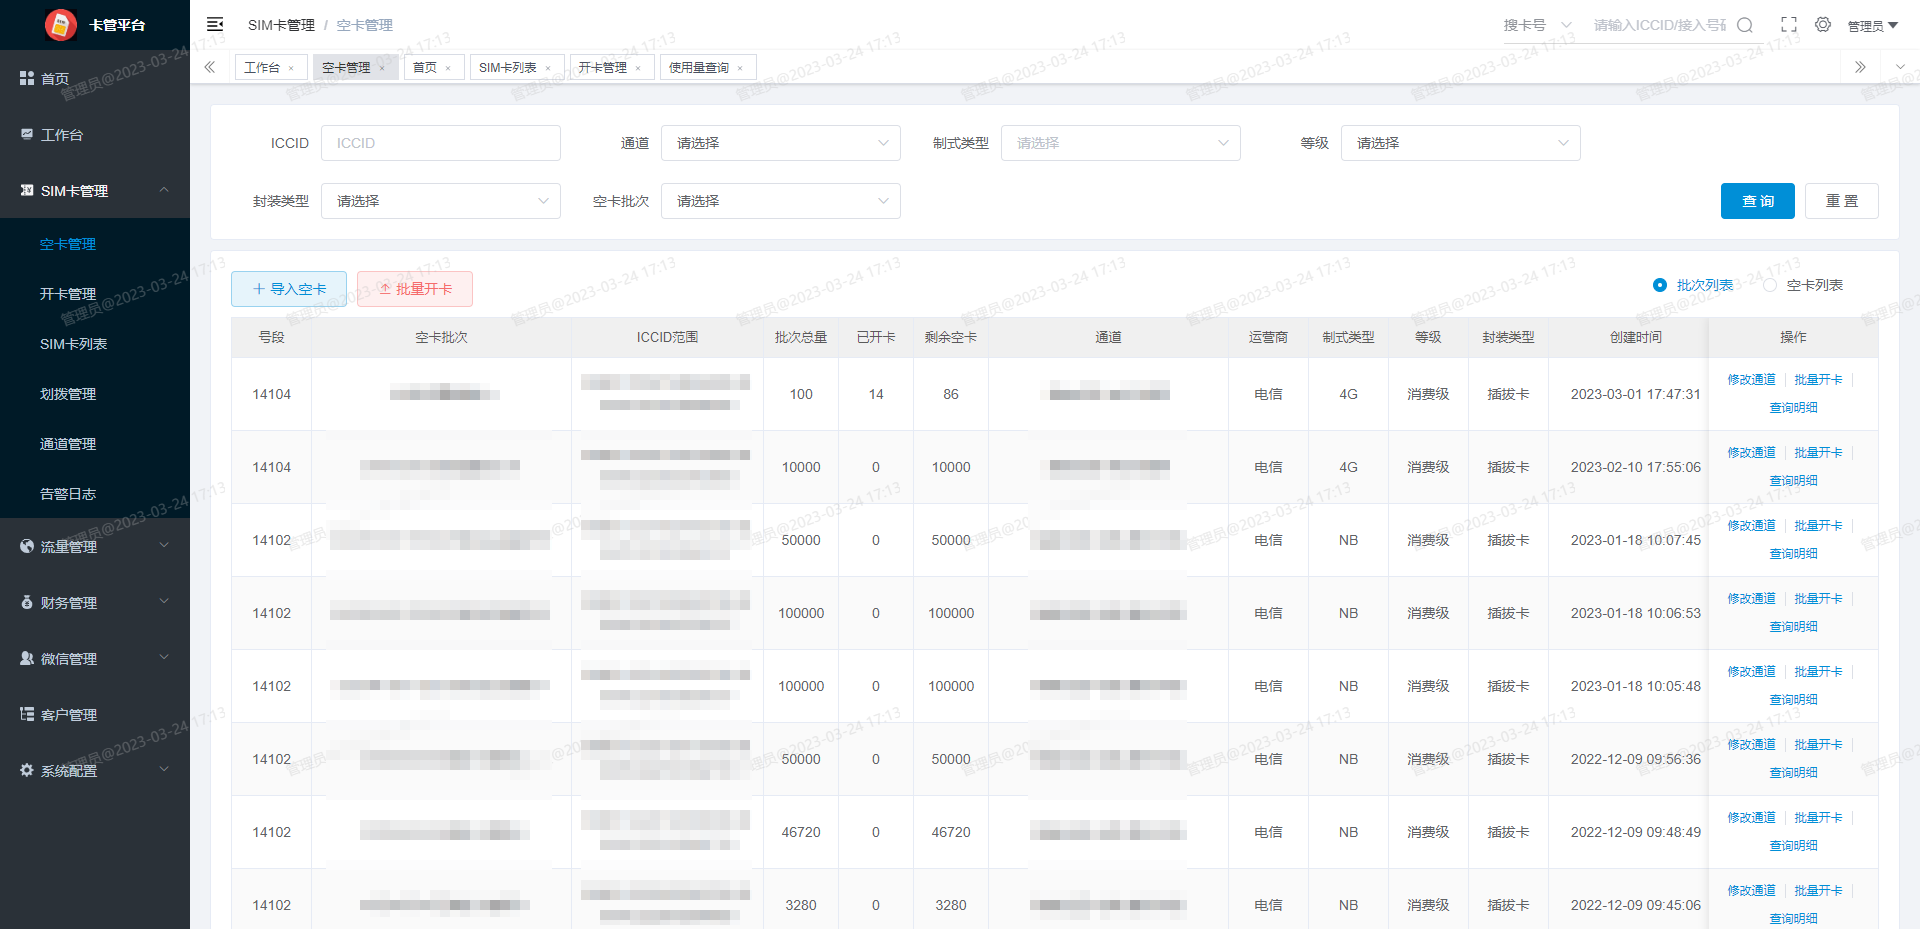 卡管平台
SIM卡管理 / 空卡管理
搜卡号 请输入ICCID/接入号码 管理员
工作台 × 空卡管理 × 首页 × SIM卡列表 × 开卡管理 × 使用量查询 ×
首页
工作台
SIM卡管理
空卡管理
开卡管理
SIM卡列表
划拨管理
通道管理
告警日志
流量管理
财务管理
微信管理
客户管理
系统配置
ICCID ICCID 通道 请选择 制式类型 请选择 等级 请选择
封装类型 请选择 空卡批次 请选择 查 询 重 置
导入空卡 批量开卡 批次列表 空卡列表
号段 空卡批次 ICCID范围 批次总量 已开卡 剩余空卡 通道 运营商 制式类型 等级 封装类型 创建时间 操作
14104 100 14 86 电信 4G 消费级 插拔卡 2023-03-01 17:47:31 修改通道 批量开卡
查询明细
14104 10000 0 10000 电信 4G 消费级 插拔卡 2023-02-10 17:55:06 修改通道 批量开卡
查询明细
14102 50000 0 50000 电信 NB 消费级 插拔卡 2023-01-18 10:07:45 修改通道 批量开卡
查询明细
14102 100000 0 100000 电信 NB 消费级 插拔卡 2023-01-18 10:06:53 修改通道 批量开卡
查询明细
14102 100000 0 100000 电信 NB 消费级 插拔卡 2023-01-18 10:05:48 修改通道 批量开卡
查询明细
14102 50000 0 50000 电信 NB 消费级 插拔卡 2022-12-09 09:56:36 修改通道 批量开卡
查询明细
14102 46720 0 46720 电信 NB 消费级 插拔卡 2022-12-09 09:48:49 修改通道 批量开卡
查询明细
14102 3280 0 3280 电信 NB 消费级 插拔卡 2022-12-09 09:45:06 修改通道 批量开卡
查询明细
管理员@2023-03-24 17:13